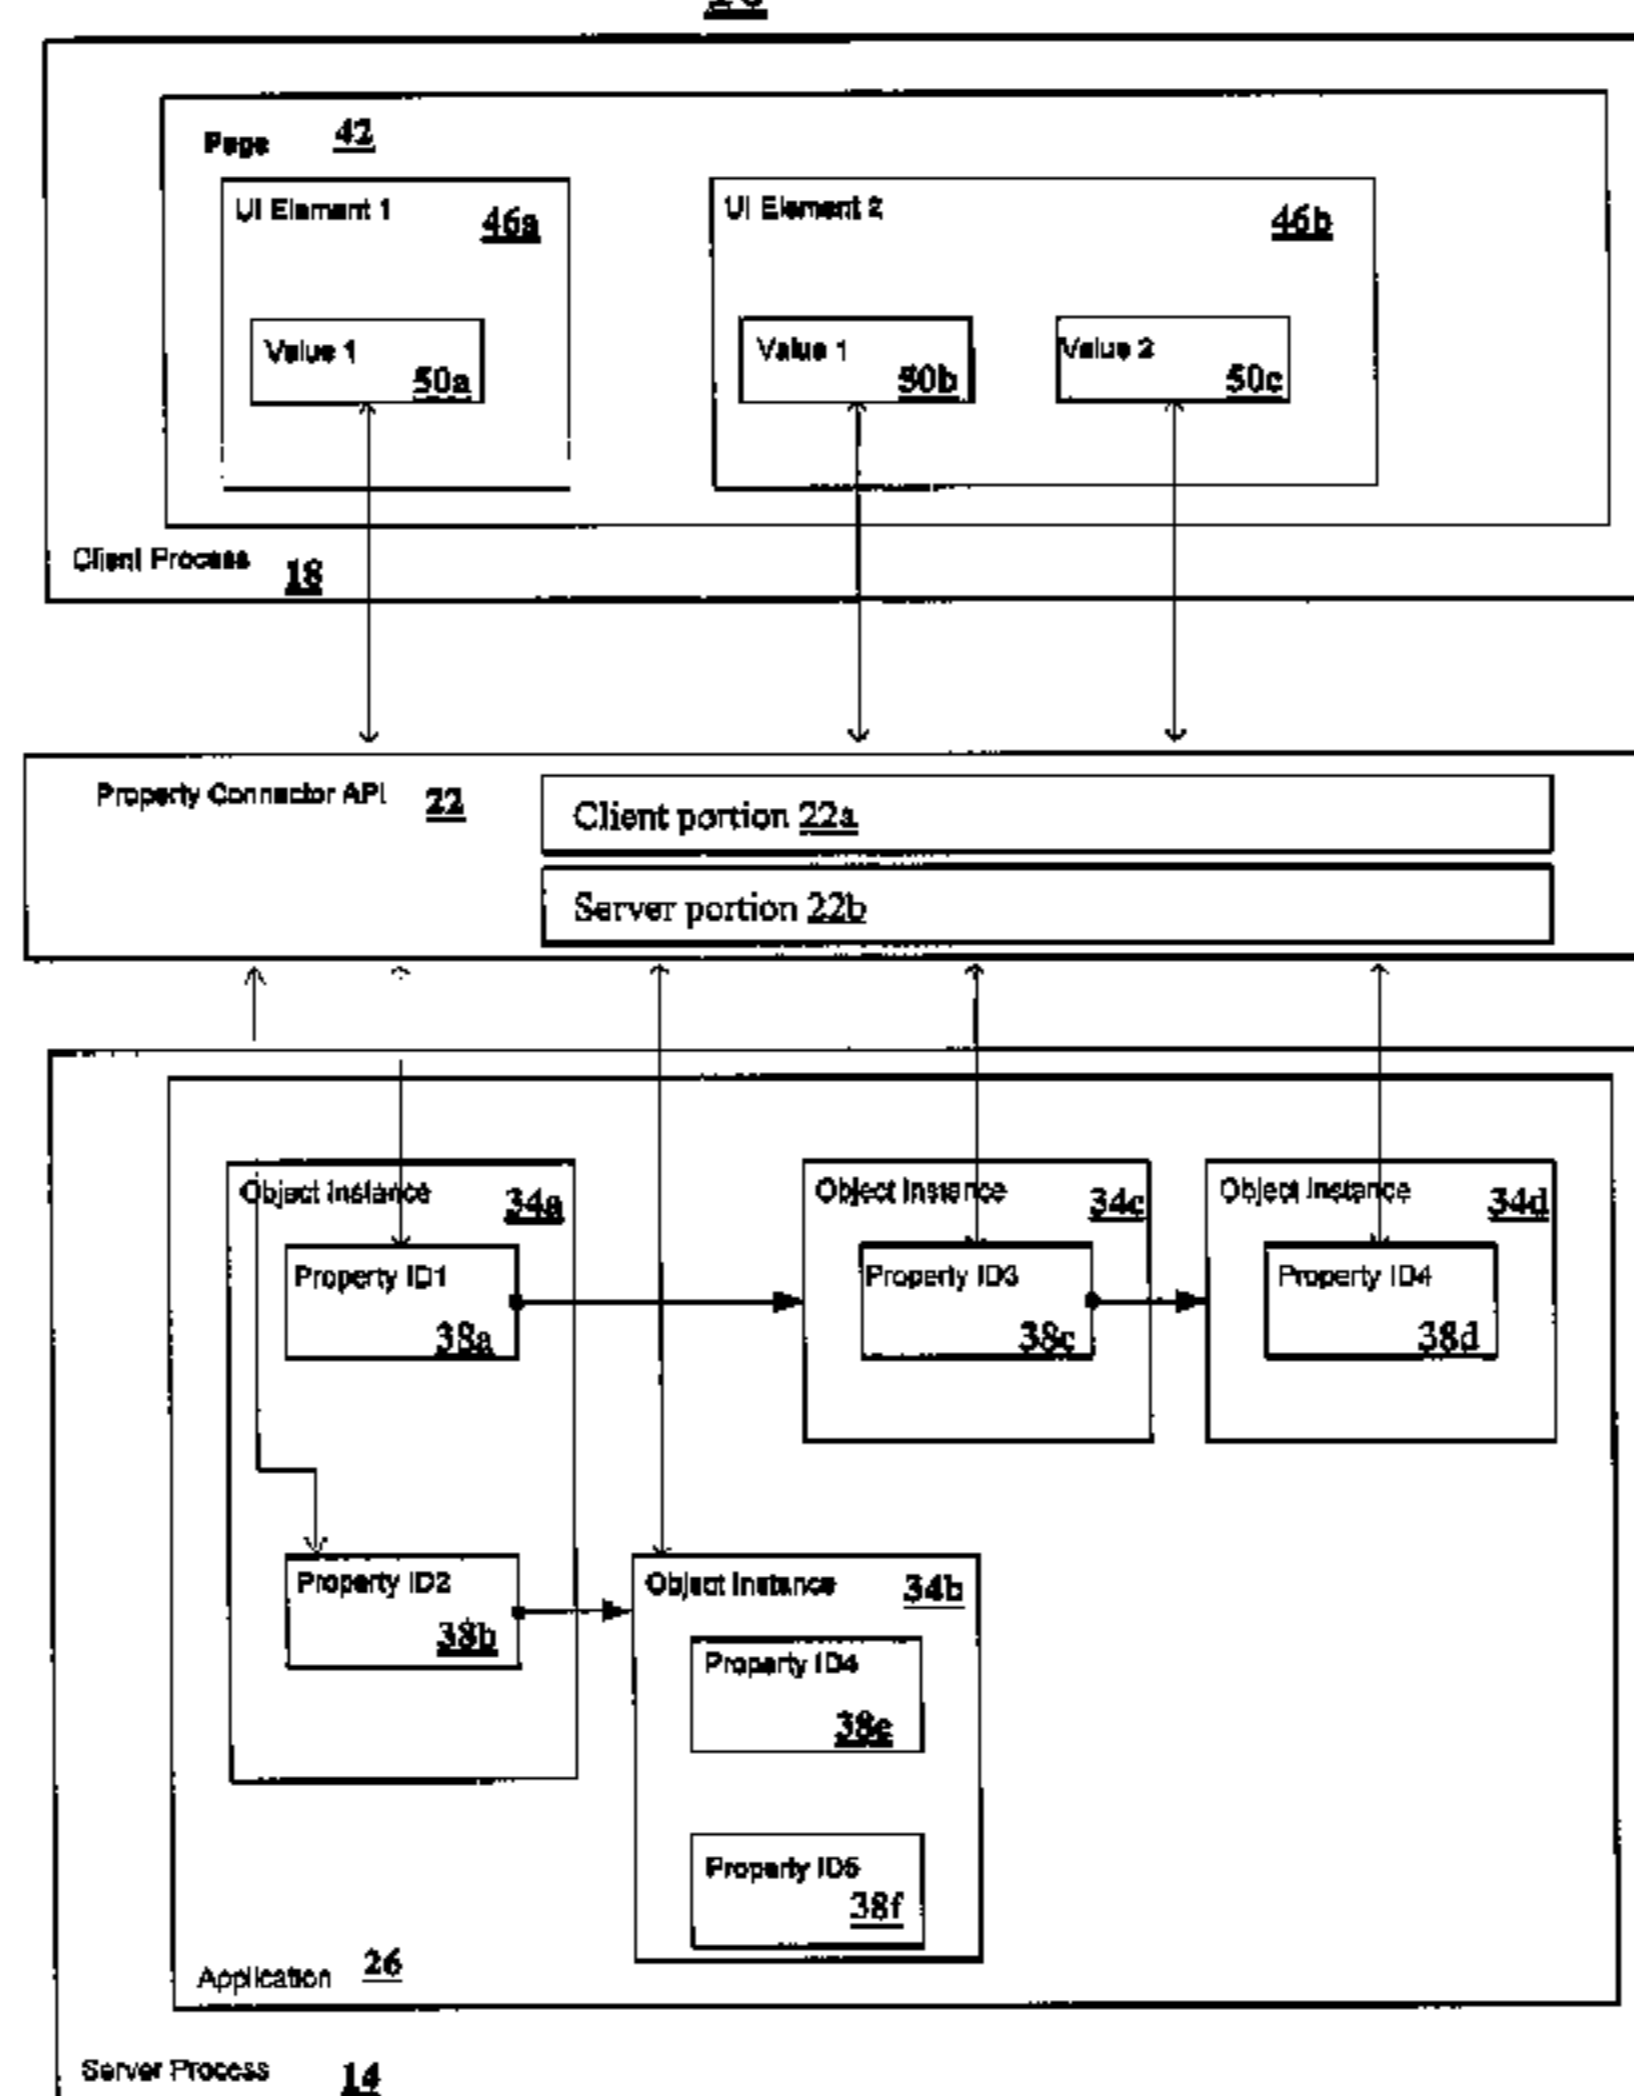 Page 42
UI Element 1 46a
UI Element 2 46b
Value 1 50a
Value 1 50b
Value 2 50c
Client Process 18
Property Connector API 22
Client portion 22a
Server portion 22b
Object Instance 34a
Object Instance 34c
Object Instance 34d
Property ID1 38a
Property ID3 38c
Property ID4 38d
Property ID2 38b
Object Instance 34b
Property ID4 38e
Property ID5 38f
Application 26
Server Process 14